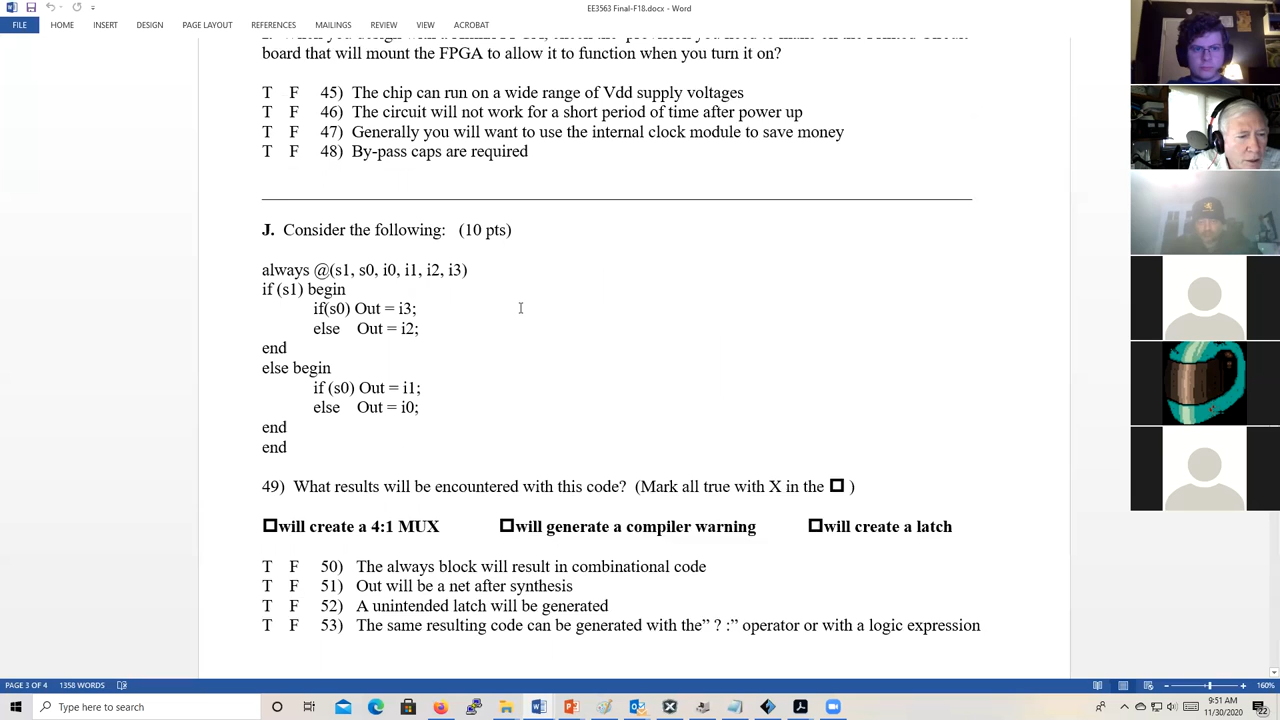 EE3563 Final-F18.docx - Word
FILE HOME INSERT DESIGN PAGE LAYOUT REFERENCES MAILINGS REVIEW VIEW ACROBAT
board that will mount the FPGA to allow it to function when you turn it on?
T F 45) The chip can run on a wide range of Vdd supply voltages
T F 46) The circuit will not work for a short period of time after power up
T F 47) Generally you will want to use the internal clock module to save money
T F 48) By-pass caps are required
J. Consider the following: (10 pts)
always @(s1, s0, i0, i1, i2, i3)
if (s1) begin
if(s0) Out = i3;
else Out = i2;
end
else begin
if (s0) Out = i1;
else Out = i0;
end
end
49) What results will be encountered with this code? (Mark all true with X in the )
will create a 4:1 MUX will generate a compiler warning will create a latch
T F 50) The always block will result in combinational code
T F 51) Out will be a net after synthesis
T F 52) A unintended latch will be generated
T F 53) The same resulting code can be generated with the” ? :” operator or with a logic expression
PAGE 3 OF 4 1358 WORDS 160%
Type here to search
9:51 AM
11/30/2020
22